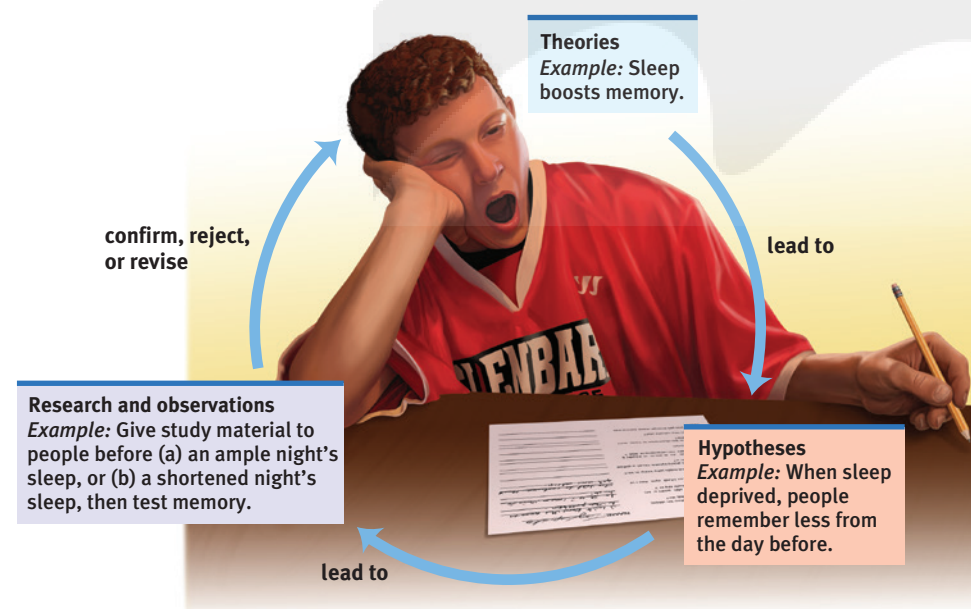 Theories
Example: Sleep
boosts memory.
confirm, reject,
or revise
lead to
Research and observations
Example: Give study material to
people before (a) an ample night's
sleep, or (b) a shortened night's
sleep, then test memory.
Hypotheses
Example: When sleep
deprived, people
remember less from
the day before.
lead to